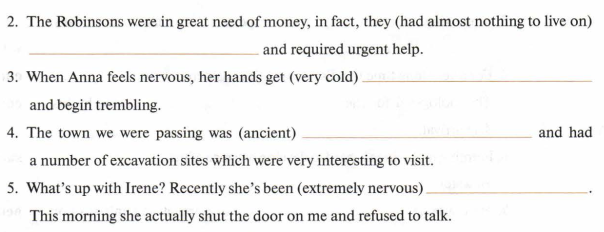 2. The Robinsons were in great need of money, in fact, they (had almost nothing to live on)
and required urgent help.
3. When Anna feels nervous, her hands get (very cold)
and begin trembling.
4. The town we were passing was (ancient) and had
a number of excavation sites which were very interesting to visit.
5. What's up with Irene? Recently she's been (extremely nervous) .
This morning she actually shut the door on me and refused to talk.